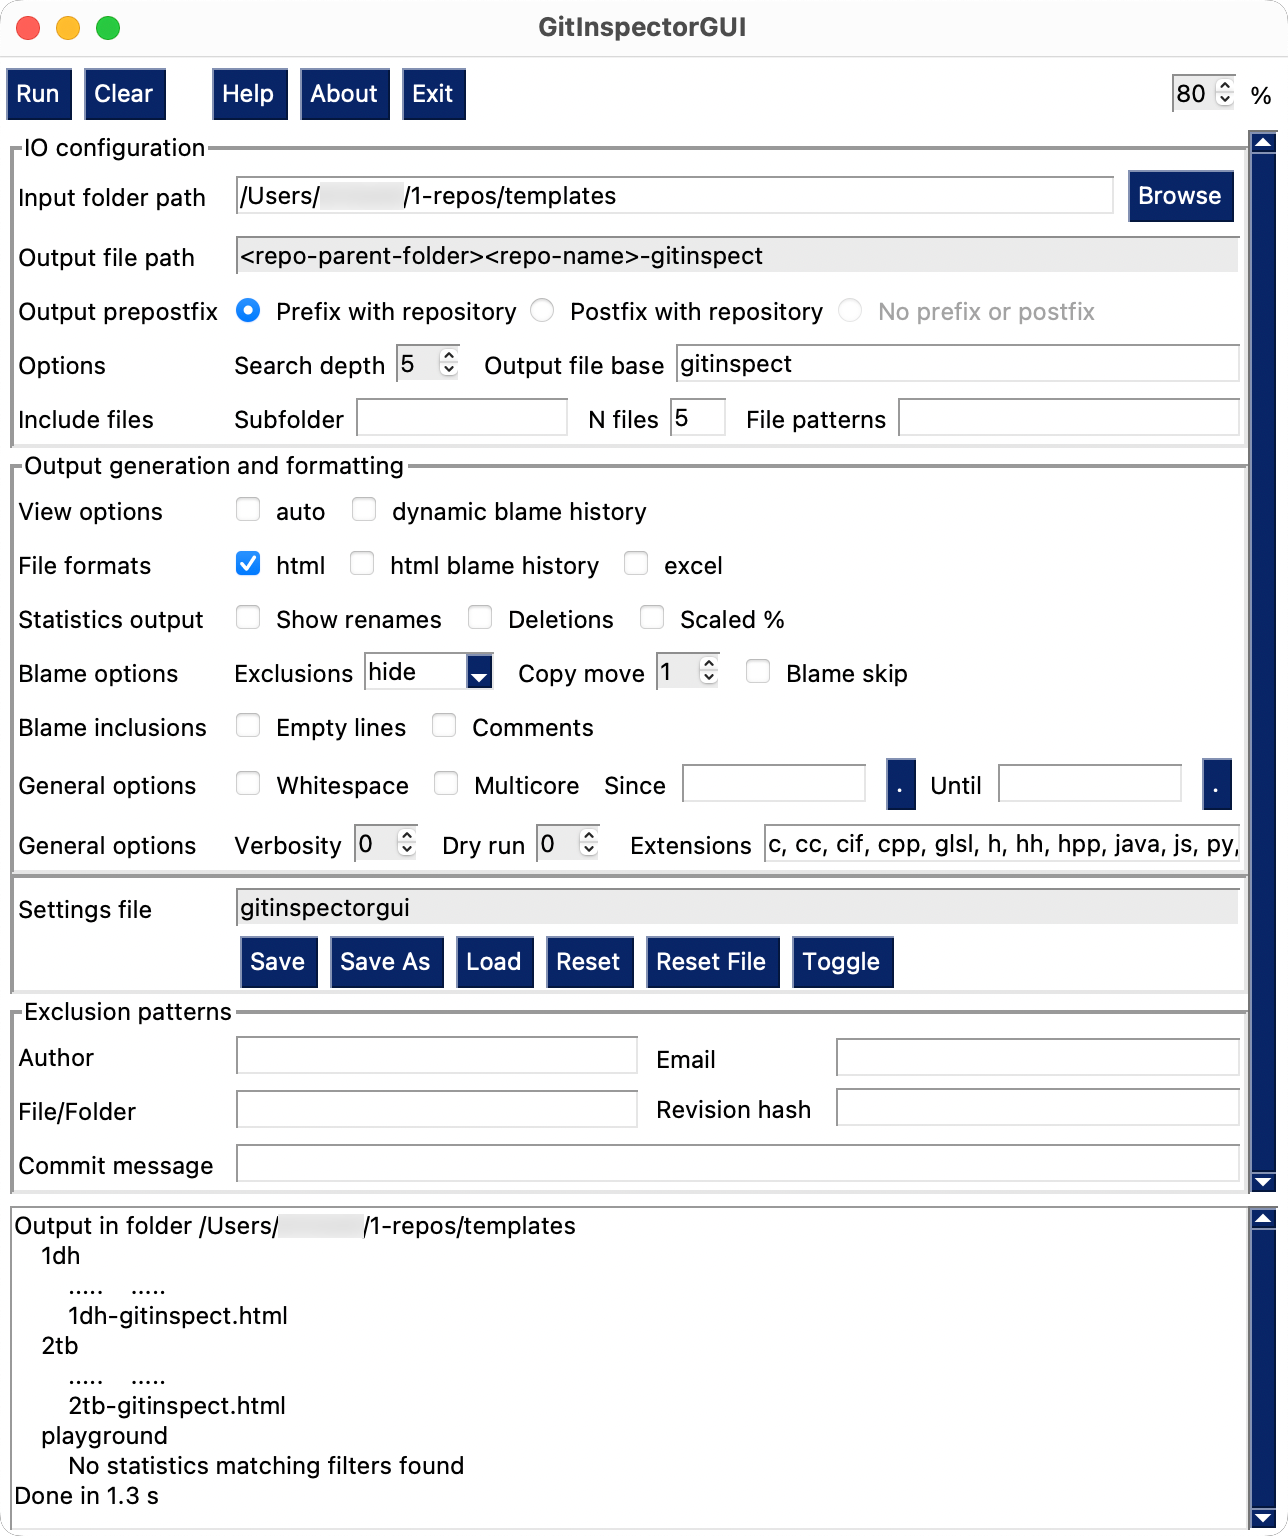 GitInspectorGUI
Run Clear Help About Exit 80 %
IO configuration
Input folder path /Users/ /1-repos/templates Browse
Output file path <repo-parent-folder><repo-name>-gitinspect
Output prepostfix Prefix with repository Postfix with repository No prefix or postfix
Options Search depth 5 Output file base gitinspect
Include files Subfolder N files 5 File patterns
Output generation and formatting
View options auto dynamic blame history
File formats html html blame history excel
Statistics output Show renames Deletions Scaled %
Blame options Exclusions hide Copy move 1 Blame skip
Blame inclusions Empty lines Comments
General options Whitespace Multicore Since . Until .
General options Verbosity 0 Dry run 0 Extensions c, cc, cif, cpp, glsl, h, hh, hpp, java, js, py,
Settings file gitinspectorgui
Save Save As Load Reset Reset File Toggle
Exclusion patterns
Author Email
File/Folder Revision hash
Commit message
Output in folder /Users/ /1-repos/templates
1dh
..... .....
1dh-gitinspect.html
2tb
..... .....
2tb-gitinspect.html
playground
No statistics matching filters found
Done in 1.3 s